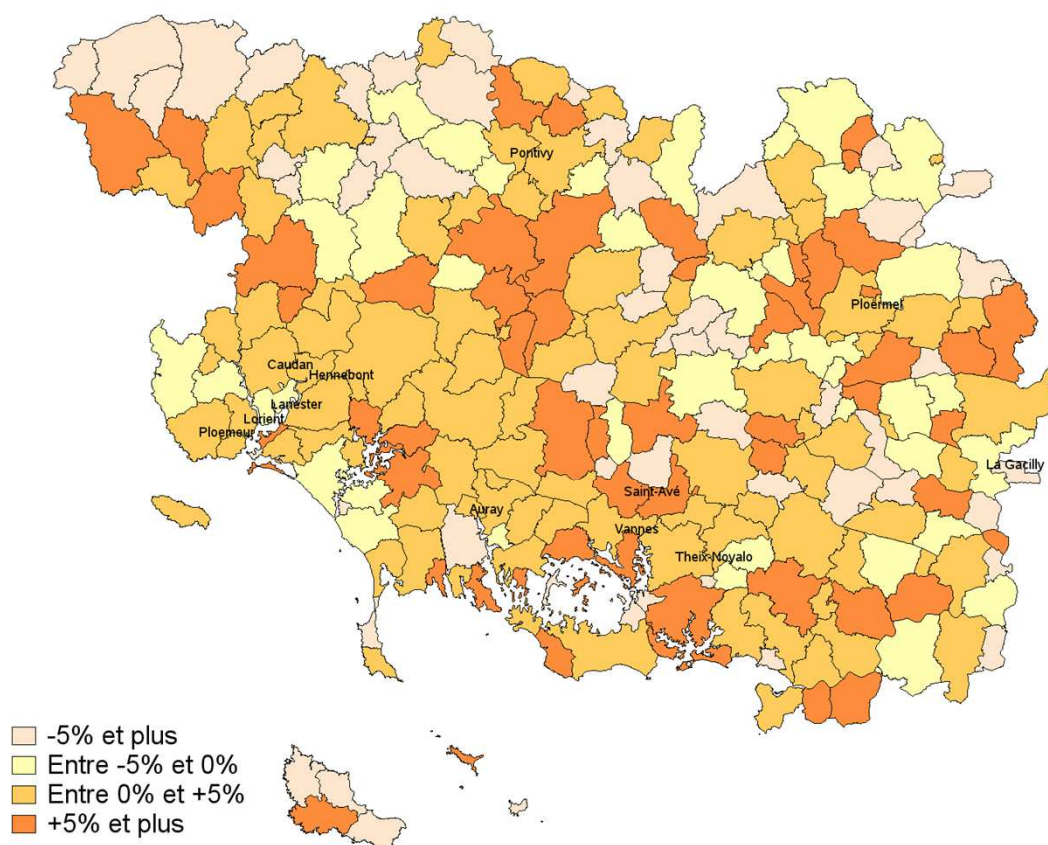 Pontivy
Ploërmel
Caudan
Hennebont
Lanester
Lorient
Ploemeur
La Gacilly
Saint-Avé
Auray
Vannes
Theix-Noyalo
-5% et plus
Entre -5% et 0%
Entre 0% et +5%
+5% et plus